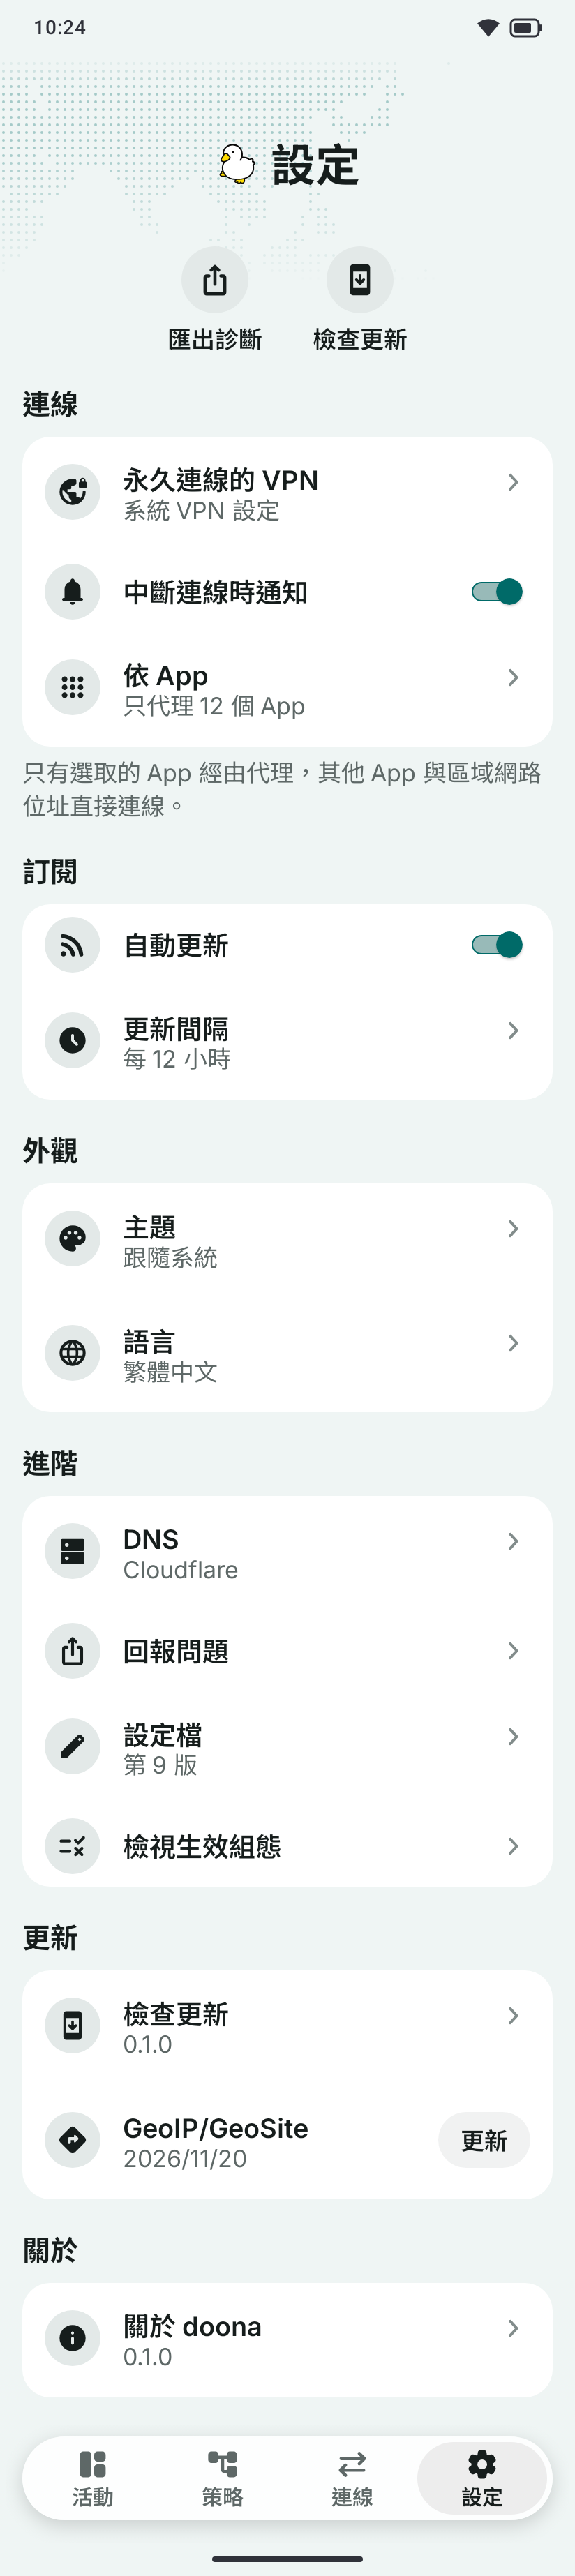 10:24
設定
匯出診斷
檢查更新
連線
永久連線的 VPN
系統 VPN 設定
中斷連線時通知
依 App
只代理 12 個 App
只有選取的 App 經由代理，其他 App 與區域網路
位址直接連線。
訂閱
自動更新
更新間隔
每 12 小時
外觀
主題
跟隨系統
語言
繁體中文
進階
DNS
Cloudflare
回報問題
設定檔
第 9 版
檢視生效組態
更新
檢查更新
0.1.0
GeoIP/GeoSite
2026/11/20
更新
關於
關於 doona
0.1.0
活動
策略
連線
設定